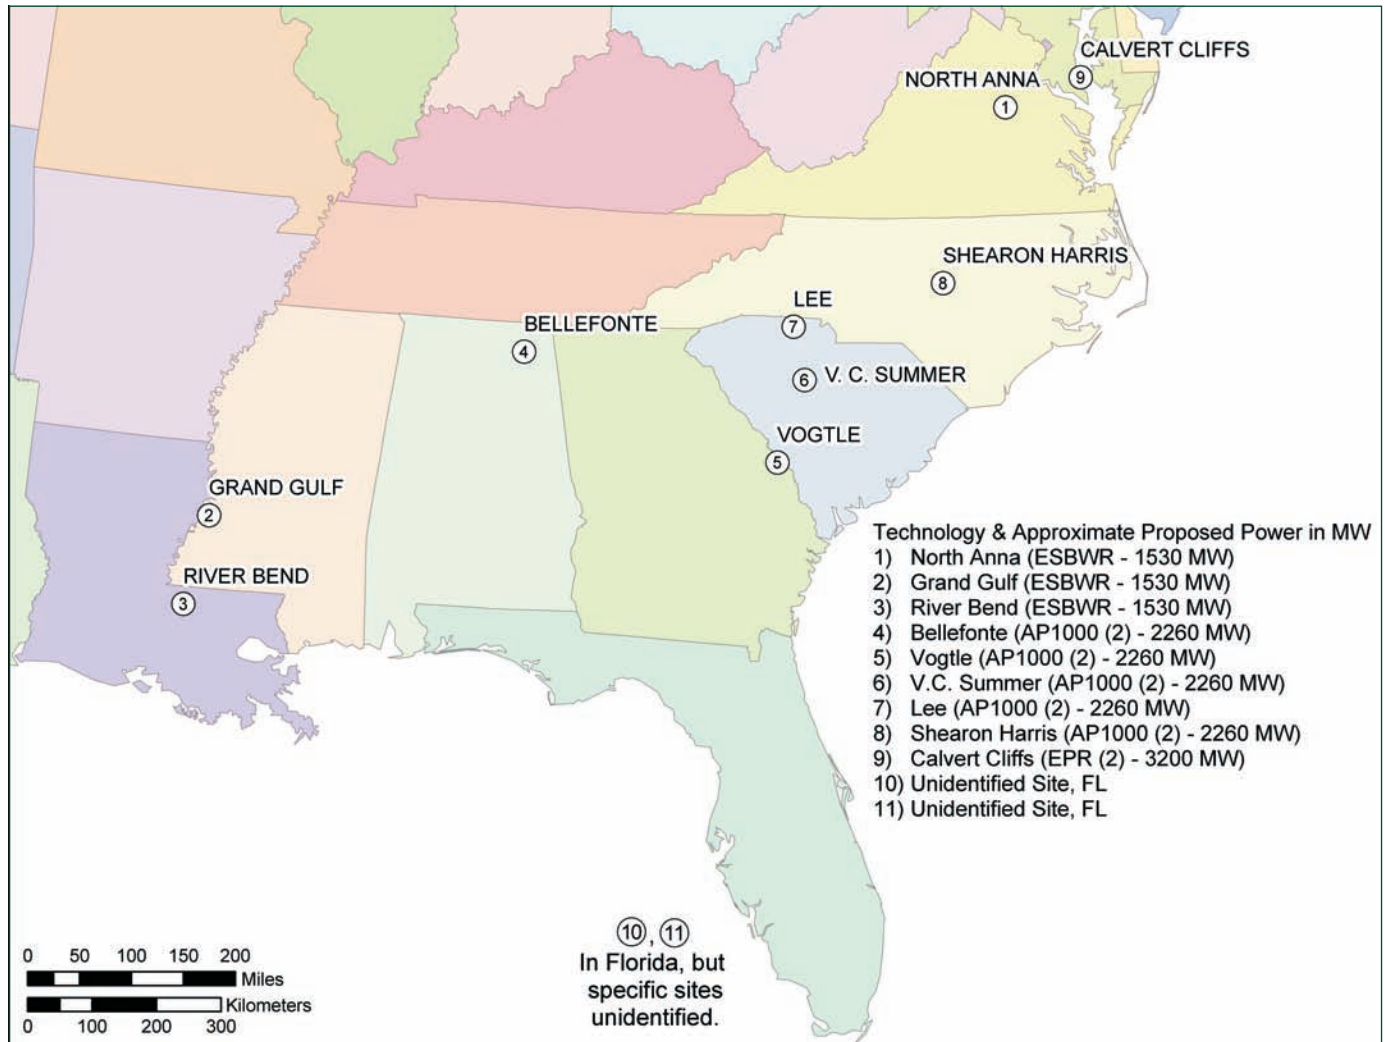 CALVERT CLIFFS
9
NORTH ANNA
1
SHEARON HARRIS
8
LEE
7
BELLEFONTE
4
6 V. C. SUMMER
VOGTLE
5
GRAND GULF
2
RIVER BEND
3
Technology & Approximate Proposed Power in MW
1) North Anna (ESBWR - 1530 MW)
2) Grand Gulf (ESBWR - 1530 MW)
3) River Bend (ESBWR - 1530 MW)
4) Bellefonte (AP1000 (2) - 2260 MW)
5) Vogtle (AP1000 (2) - 2260 MW)
6) V.C. Summer (AP1000 (2) - 2260 MW)
7) Lee (AP1000 (2) - 2260 MW)
8) Shearon Harris (AP1000 (2) - 2260 MW)
9) Calvert Cliffs (EPR (2) - 3200 MW)
10) Unidentified Site, FL
11) Unidentified Site, FL
10, 11
In Florida, but
specific sites
unidentified.
0 50 100 150 200
Miles
Kilometers
0 100 200 300